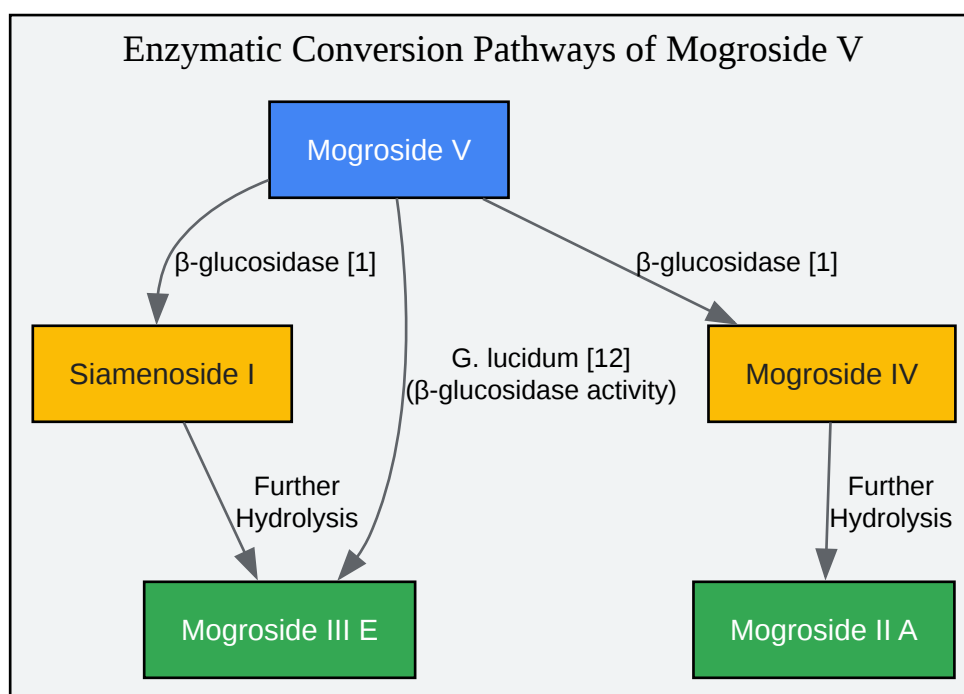 Enzymatic Conversion Pathways of Mogroside V
Mogroside V
β-glucosidase [1]
β-glucosidase [1]
Siamenoside I
G. lucidum [12]
(β-glucosidase activity)
Mogroside IV
Further
Hydrolysis
Further
Hydrolysis
Mogroside III E
Mogroside II A